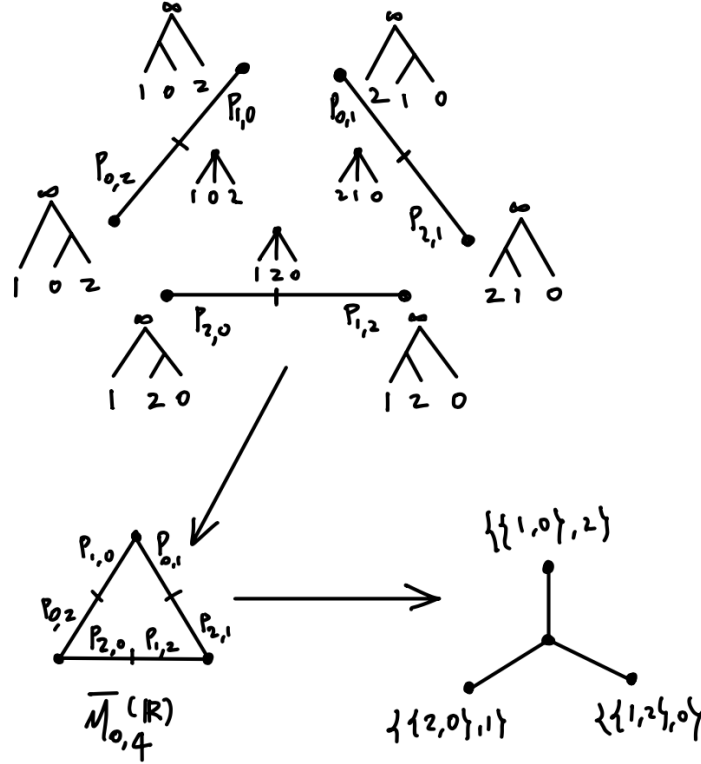 ∞ ∞
1 0 2 2 1 0
P1,0 P0,1
P0,2 1 0 2 2 1 0 P2,1
∞ ∞
1 0 2 2 1 0
1 2 0
P2,0 P1,2
∞ ∞
1 2 0 1 2 0
{{1,0},2}
P1,0 P0,1
P0,2 P2,1
P2,0 P1,2
M̅0,4(ℝ)
{{2,0},1} {{1,2},0}